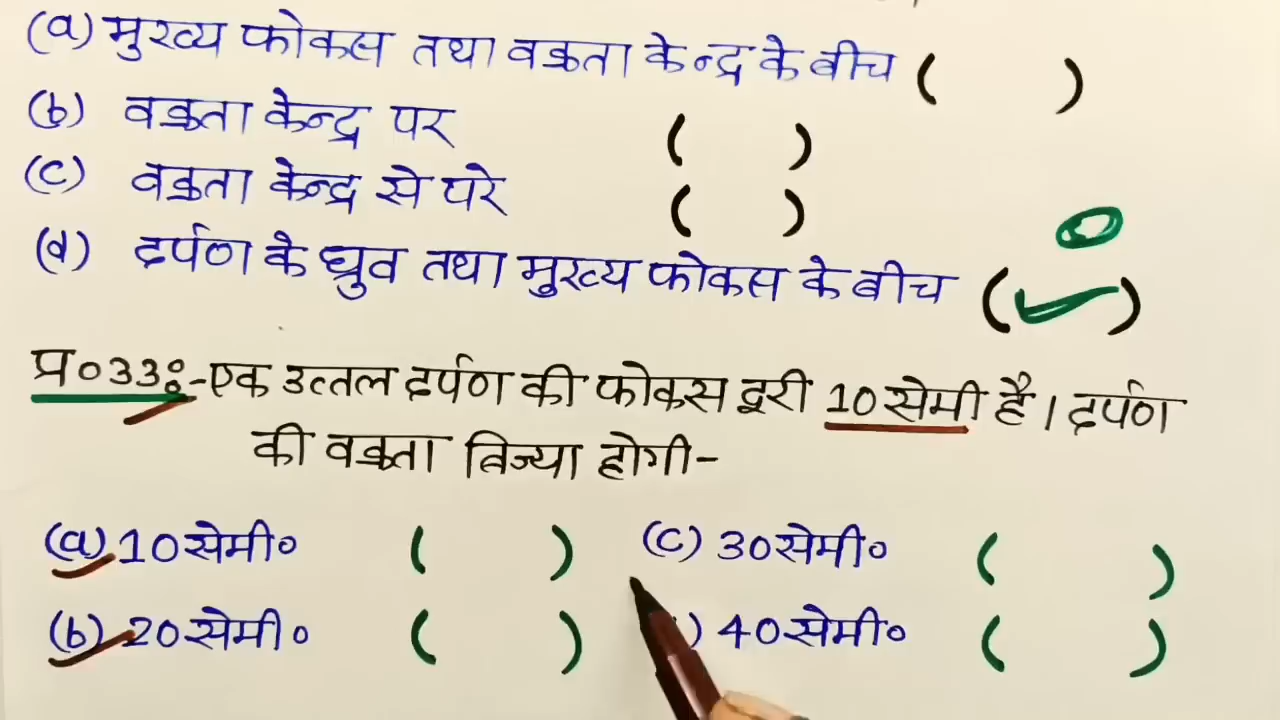 (a) मुख्य फोकस तथा वक्रता केन्द्र के बीच ( )
(b) वक्रता केन्द्र पर ( )
(c) वक्रता केन्द्र से परे ( )
(d) दर्पण के ध्रुव तथा मुख्य फोकस के बीच (✓)
प्र०33:- एक उत्तल दर्पण की फोकस दूरी 10 सेमी है। दर्पण
की वक्रता त्रिज्या होगी-
(a) 10 सेमी० ( ) (c) 30 सेमी० ( )
(b) 20 सेमी० ( ) ) 40 सेमी० ( )